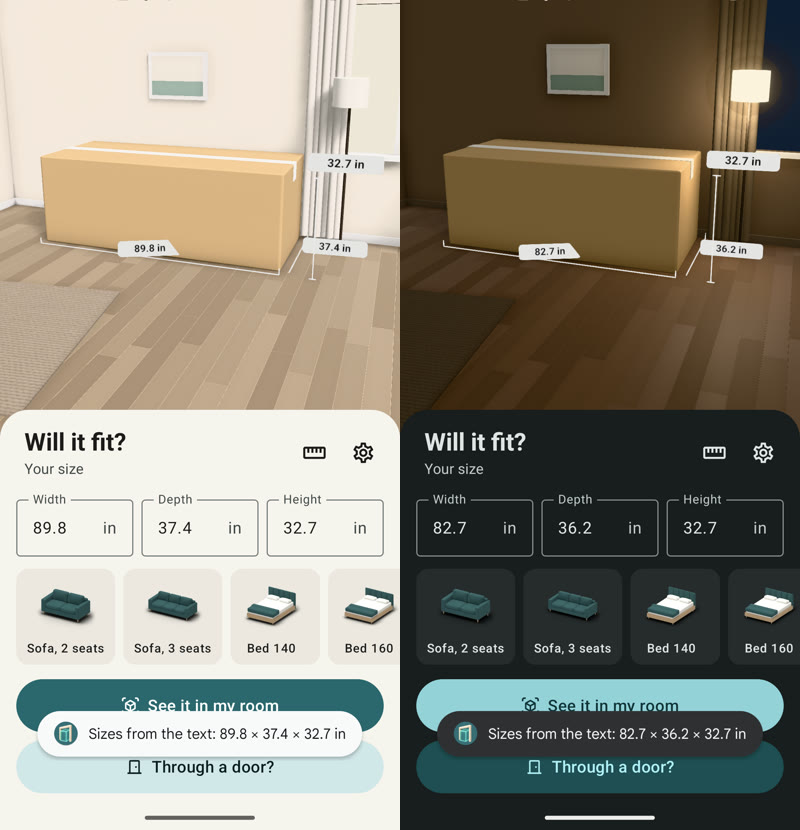 32.7 in
89.8 in
37.4 in
Will it fit?
Your size
Width
Depth
Height
89.8 in
37.4 in
32.7 in
Sofa, 2 seats
Sofa, 3 seats
Bed 140
Bed 160
See it in my room
Sizes from the text: 89.8 × 37.4 × 32.7 in
Through a door?
32.7 in
82.7 in
36.2 in
Will it fit?
Your size
Width
Depth
Height
82.7 in
36.2 in
32.7 in
Sofa, 2 seats
Sofa, 3 seats
Bed 140
Bed 160
See it in my room
Sizes from the text: 82.7 × 36.2 × 32.7 in
Through a door?